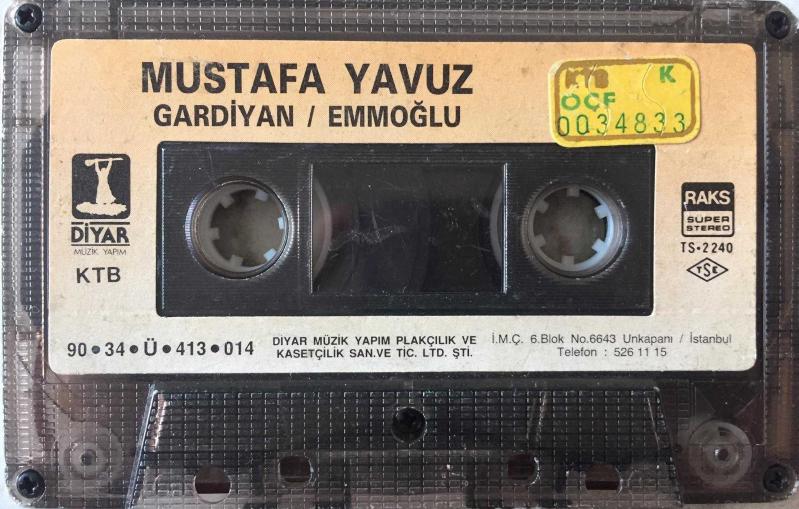 MUSTAFA YAVUZ
GARDİYAN / EMMOĞLU
KTB K
ÖÇF
0034833
DİYAR
MÜZİK YAPIM
KTB
RAKS
SÜPER
STEREO
TS-2240
TSE
90•34•Ü•413•014
DİYAR MÜZİK YAPIM PLAKÇILIK VE
KASETÇİLİK SAN.VE TİC. LTD. ŞTİ.
İ.M.Ç. 6.Blok No.6643 Unkapanı / İstanbul
Telefon : 526 11 15